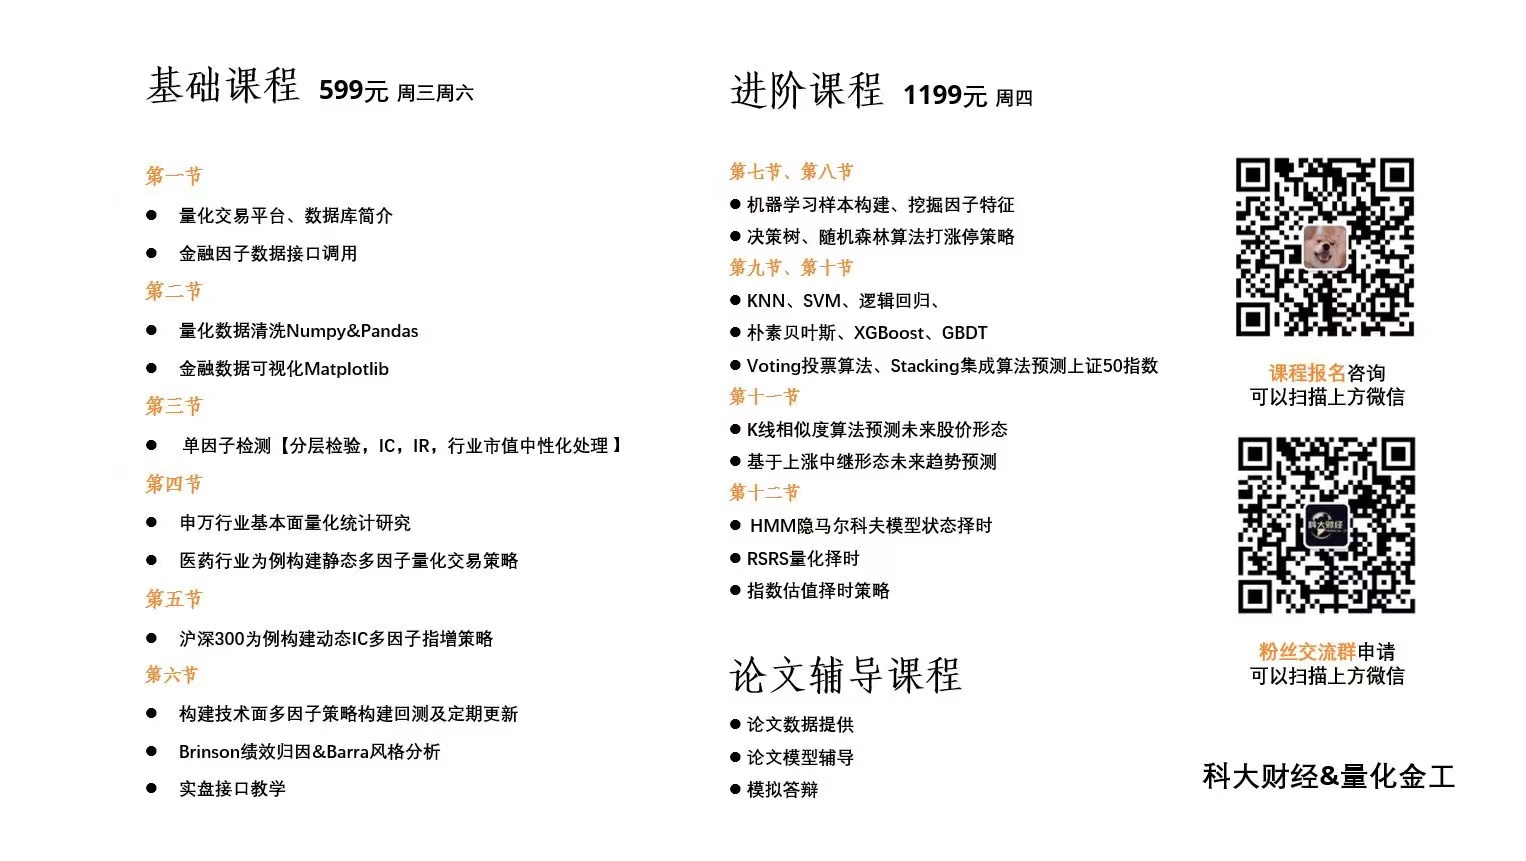 基础课程 599元 周三周六
第一节
● 量化交易平台、数据库简介
● 金融因子数据接口调用
第二节
● 量化数据清洗Numpy&Pandas
● 金融数据可视化Matplotlib
第三节
● 单因子检测【分层检验，IC，IR，行业市值中性化处理 】
第四节
● 申万行业基本面量化统计研究
● 医药行业为例构建静态多因子量化交易策略
第五节
● 沪深300为例构建动态IC多因子指增策略
第六节
● 构建技术面多因子策略构建回测及定期更新
● Brinson绩效归因&Barra风格分析
● 实盘接口教学
进阶课程 1199元 周四
第七节、第八节
● 机器学习样本构建、挖掘因子特征
● 决策树、随机森林算法打涨停策略
第九节、第十节
● KNN、SVM、逻辑回归、
● 朴素贝叶斯、XGBoost、GBDT
● Voting投票算法、Stacking集成算法预测上证50指数
第十一节
● K线相似度算法预测未来股价形态
● 基于上涨中继形态未来趋势预测
第十二节
● HMM隐马尔科夫模型状态择时
● RSRS量化择时
● 指数估值择时策略
论文辅导课程
● 论文数据提供
● 论文模型辅导
● 模拟答辩
课程报名咨询
可以扫描上方微信
科大财经
粉丝交流群申请
可以扫描上方微信
科大财经&量化金工